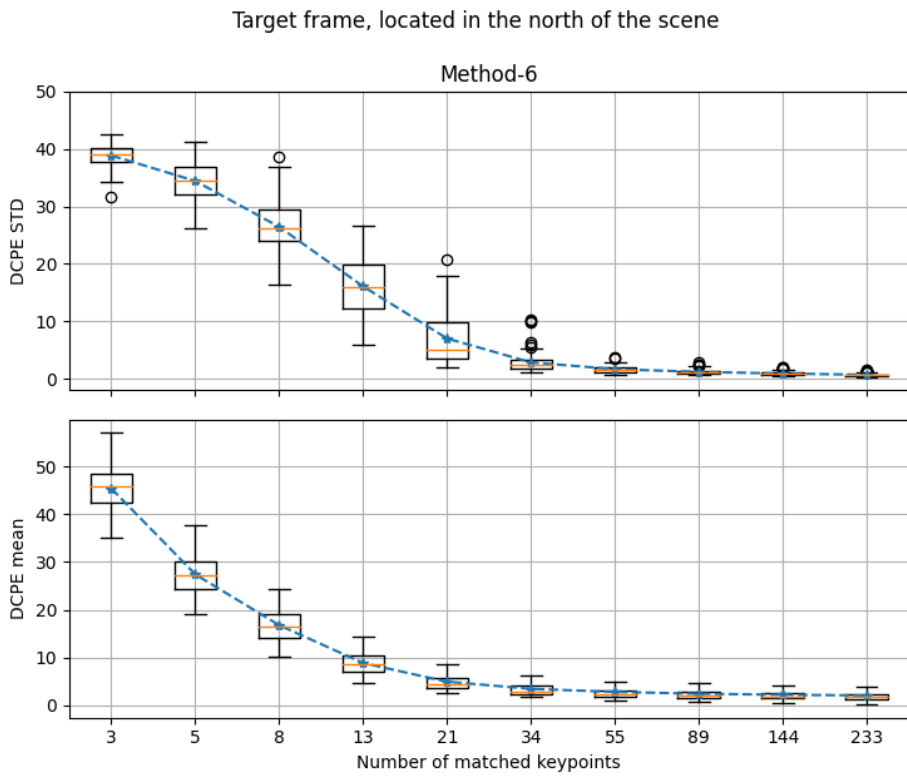 Target frame, located in the north of the scene
Method-6
DCPE STD
50
40
30
20
10
0
DCPE mean
50
40
30
20
10
0
3 5 8 13 21 34 55 89 144 233
Number of matched keypoints